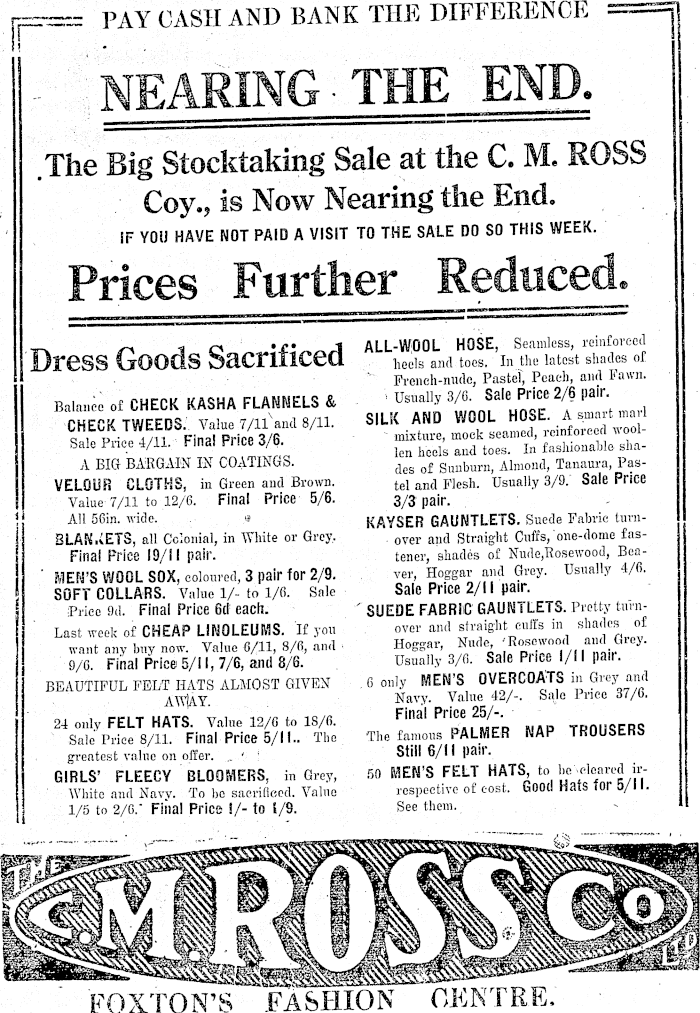 PAY CASH AND BANK THE DIFFERENCE
NEARING THE END.
The Big Stocktaking Sale at the C. M. ROSS
Coy., is Now Nearing the End.
IF YOU HAVE NOT PAID A VISIT TO THE SALE DO SO THIS WEEK.
Prices Further Reduced.
Dress Goods Sacrificed
Balance of CHECK KASHA FLANNELS &
CHECK TWEEDS. Value 7/11 and 8/11.
Sale Price 4/11. Final Price 3/6.
A BIG BARGAIN IN COATINGS.
VELOUR CLOTHS, in Green and Brown.
Value 7/11 to 12/6. Final Price 5/6.
All 56in. wide.
BLANKETS, all Colonial, in White or Grey.
Final Price 19/11 pair.
MEN'S WOOL SOX, coloured, 3 pair for 2/9.
SOFT COLLARS. Value 1/- to 1/6. Sale
Price 9d. Final Price 6d each.
Last week of CHEAP LINOLEUMS. If you
want any buy now. Value 6/11, 8/6, and
9/6. Final Price 5/11, 7/6, and 8/6.
BEAUTIFUL FELT HATS ALMOST GIVEN
AWAY.
24 only FELT HATS. Value 12/6 to 18/6.
Sale Price 8/11. Final Price 5/11.. The
greatest value on offer.
GIRLS' FLEECY BLOOMERS, in Grey,
White and Navy. To be sacrificed. Value
1/5 to 2/6. Final Price 1/- to 1/9.
ALL-WOOL HOSE, Seamless, reinforced
heels and toes. In the latest shades of
French-nude, Pastel, Peach, and Fawn.
Usually 3/6. Sale Price 2/6 pair.
SILK AND WOOL HOSE. A smart marl
mixture, mock seamed, reinforced wool-
len heels and toes. In fashionable sha-
des of Sunburn, Almond, Tanaura, Pas-
tel and Flesh. Usually 3/9. Sale Price
3/3 pair.
KAYSER GAUNTLETS. Suede Fabric turn-
over and Straight Cuffs, one-dome fas-
tener, shades of Nude, Rosewood, Bea-
ver, Hoggar and Grey. Usually 4/6.
Sale Price 2/11 pair.
SUEDE FABRIC GAUNTLETS. Pretty turn-
over and straight cuffs in shades of
Hoggar, Nude, Rosewood and Grey.
Usually 3/6. Sale Price 1/11 pair.
6 only MEN'S OVERCOATS in Grey and
Navy. Value 42/-. Sale Price 37/6.
Final Price 25/-.
The famous PALMER NAP TROUSERS
Still 6/11 pair.
50 MEN'S FELT HATS, to be cleared ir-
respective of cost. Good Hats for 5/11.
See them.
THE
C.M.ROSS.Co
LTD
FOXTON'S FASHION CENTRE.